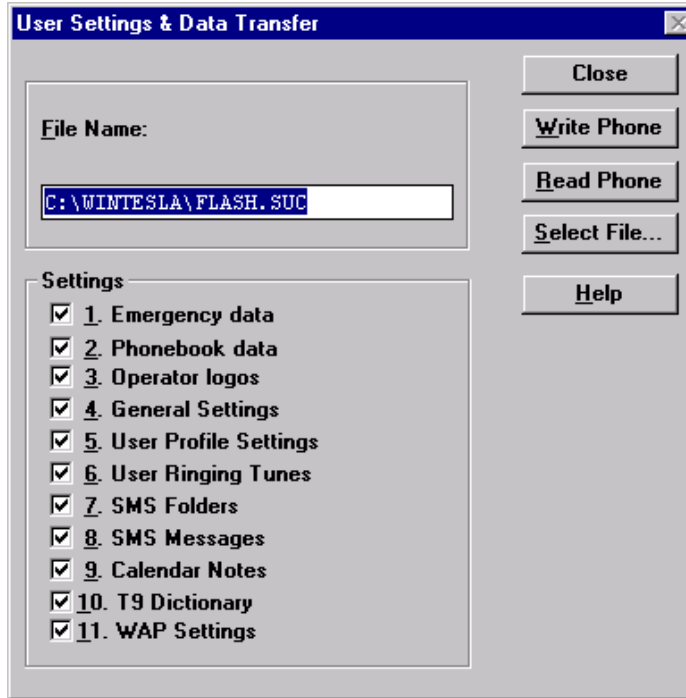 User Settings & Data Transfer
File Name:
C:\WINTESLA\FLASH.SUC
Close
Write Phone
Read Phone
Select File...
Help
Settings
1. Emergency data
2. Phonebook data
3. Operator logos
4. General Settings
5. User Profile Settings
6. User Ringing Tunes
7. SMS Folders
8. SMS Messages
9. Calendar Notes
10. T9 Dictionary
11. WAP Settings